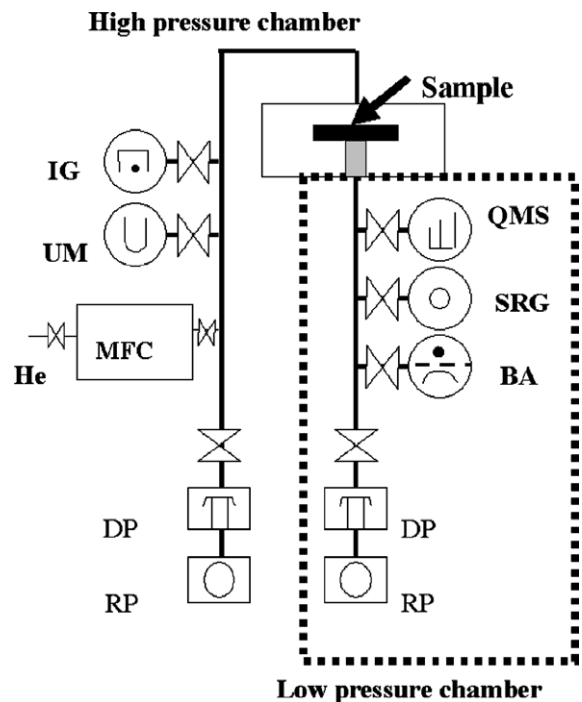 High pressure chamber
Sample
IG
QMS
UM
SRG
MFC
He
BA
DP
DP
RP
RP
Low pressure chamber